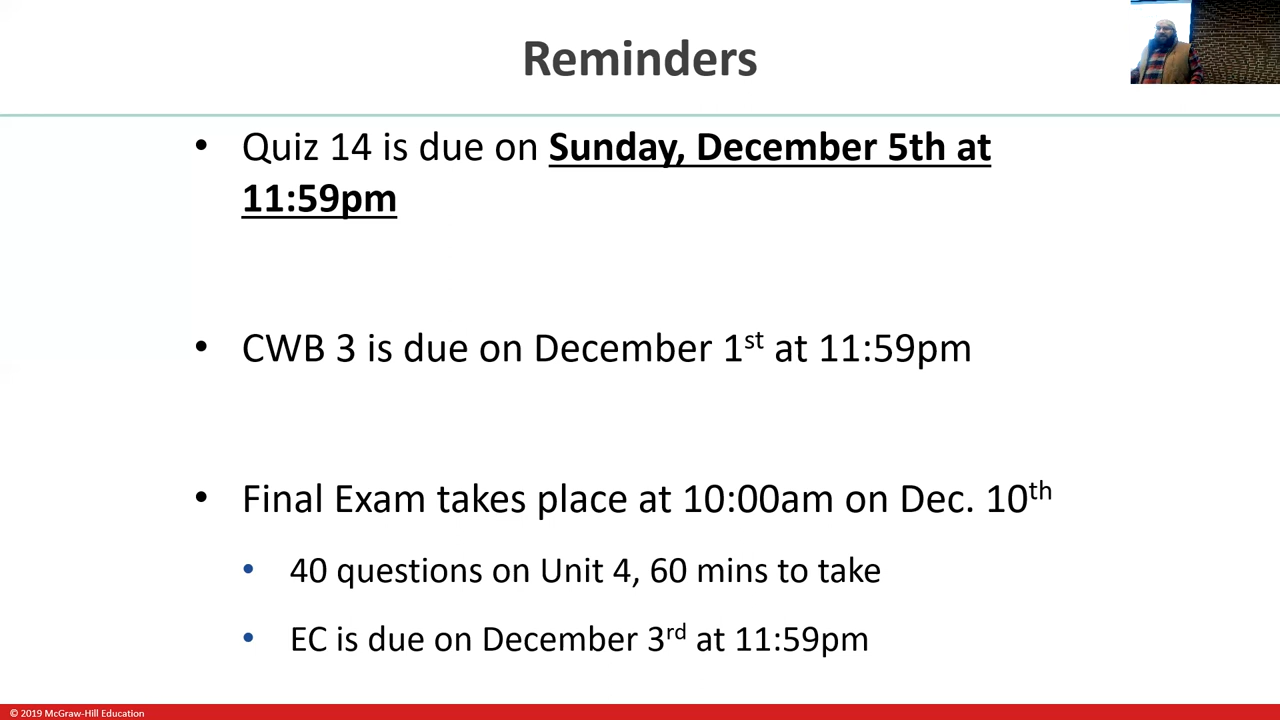 Reminders
• Quiz 14 is due on Sunday, December 5th at
11:59pm
• CWB 3 is due on December 1st at 11:59pm
• Final Exam takes place at 10:00am on Dec. 10th
• 40 questions on Unit 4, 60 mins to take
• EC is due on December 3rd at 11:59pm
© 2019 McGraw-Hill Education